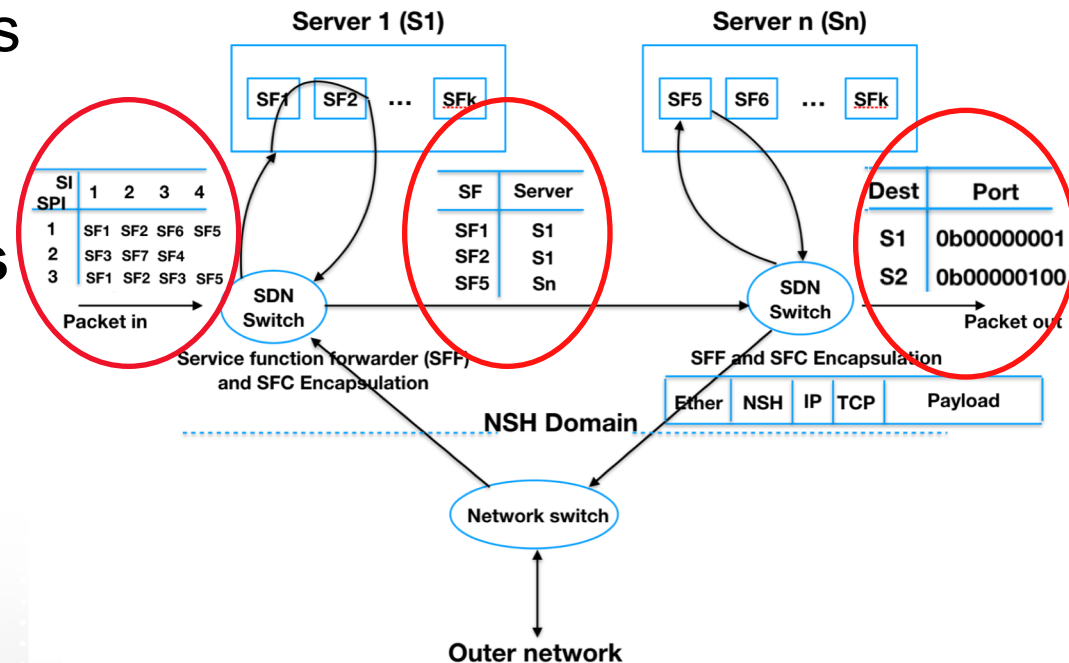 s
s
Server 1 (S1)
Server n (Sn)
SF1 SF2 ... SFk
SF5 SF6 ... SFk
SI
SPI
1 2 3 4
1 SF1 SF2 SF6 SF5
2 SF3 SF7 SF4
3 SF1 SF2 SF3 SF5
Packet in
SF Server
SF1 S1
SF2 S1
SF5 Sn
Dest Port
S1 0b00000001
S2 0b00000100
Packet out
SDN
Switch
SDN
Switch
Service function forwarder (SFF)
and SFC Encapsulation
SFF and SFC Encapsulation
Ether NSH IP TCP Payload
NSH Domain
Network switch
Outer network